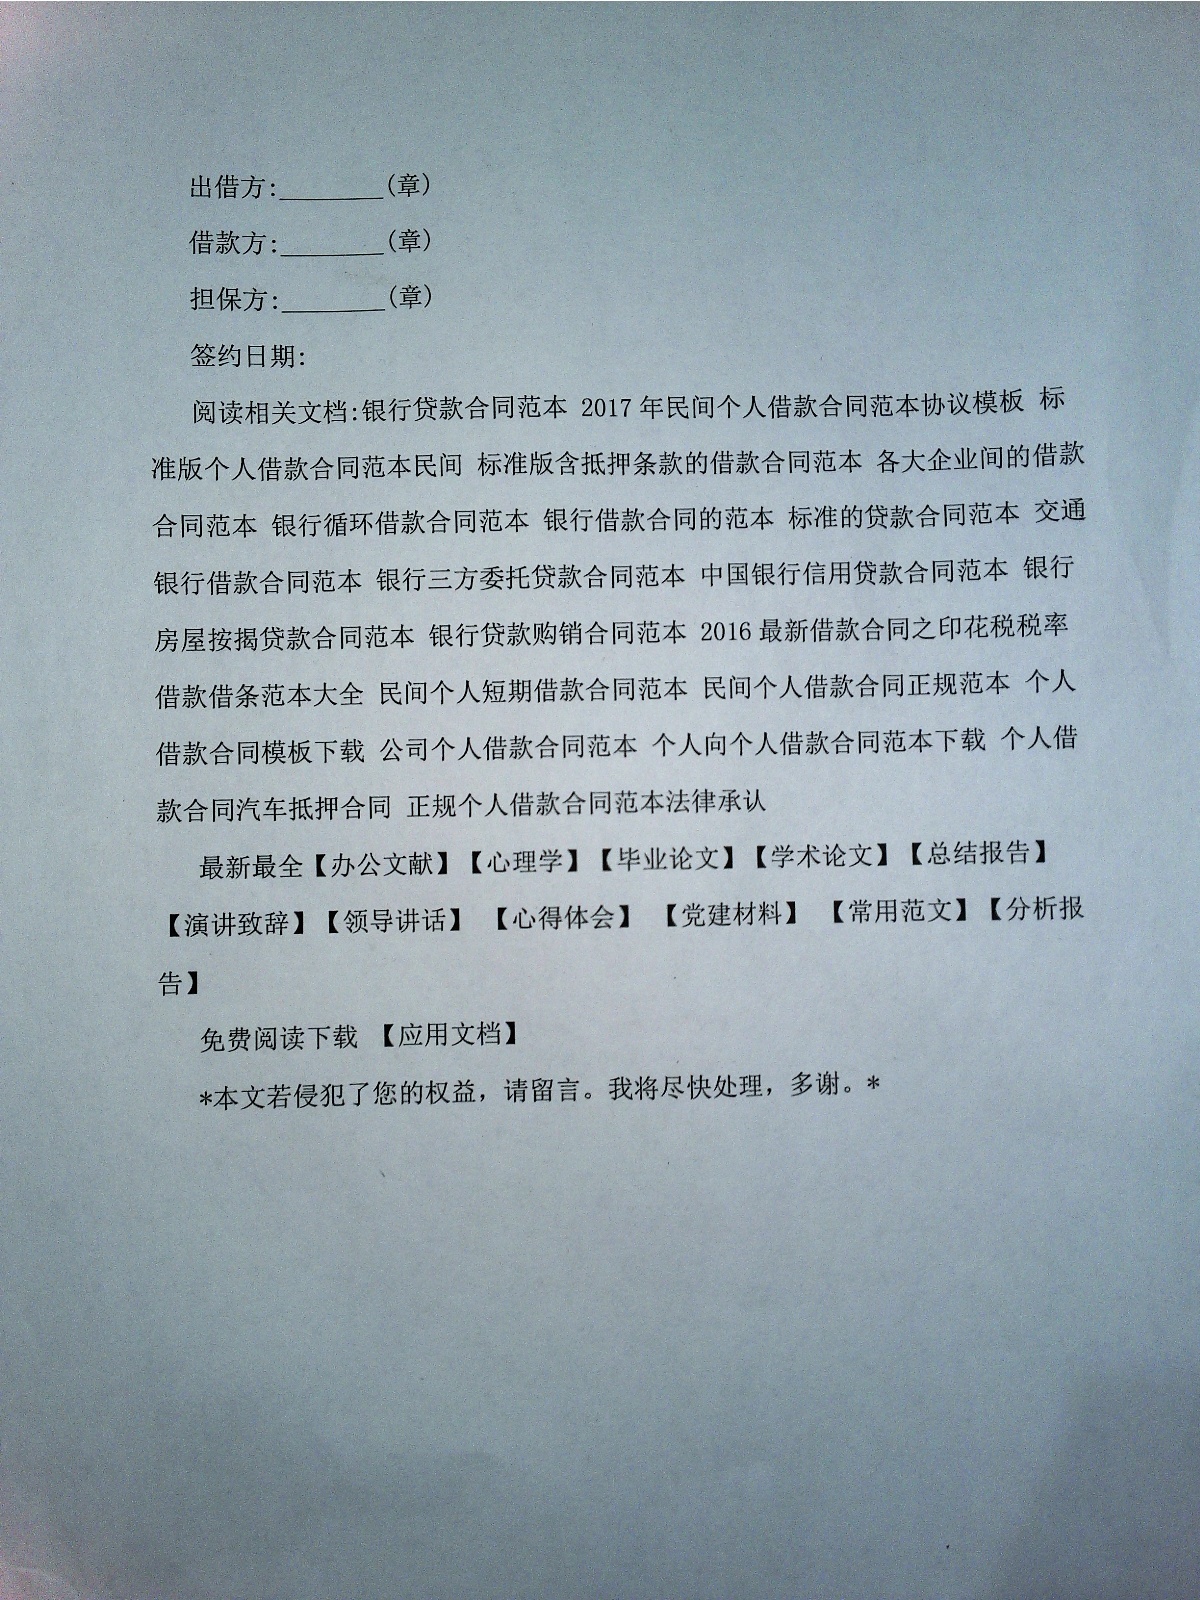 出借方:________(章)
借款方:________(章)
担保方:________(章)
签约日期:
阅读相关文档:银行贷款合同范本 2017 年民间个人借款合同范本协议模板 标
准版个人借款合同范本民间 标准版含抵押条款的借款合同范本 各大企业间的借款
合同范本 银行循环借款合同范本 银行借款合同的范本 标准的贷款合同范本 交通
银行借款合同范本 银行三方委托贷款合同范本 中国银行信用贷款合同范本 银行
房屋按揭贷款合同范本 银行贷款购销合同范本 2016 最新借款合同之印花税税率
借款借条范本大全 民间个人短期借款合同范本 民间个人借款合同正规范本 个人
借款合同模板下载 公司个人借款合同范本 个人向个人借款合同范本下载 个人借
款合同汽车抵押合同 正规个人借款合同范本法律承认
最新最全【办公文献】【心理学】【毕业论文】【学术论文】【总结报告】
【演讲致辞】【领导讲话】 【心得体会】 【党建材料】 【常用范文】【分析报
告】
免费阅读下载 【应用文档】
*本文若侵犯了您的权益，请留言。我将尽快处理，多谢。*